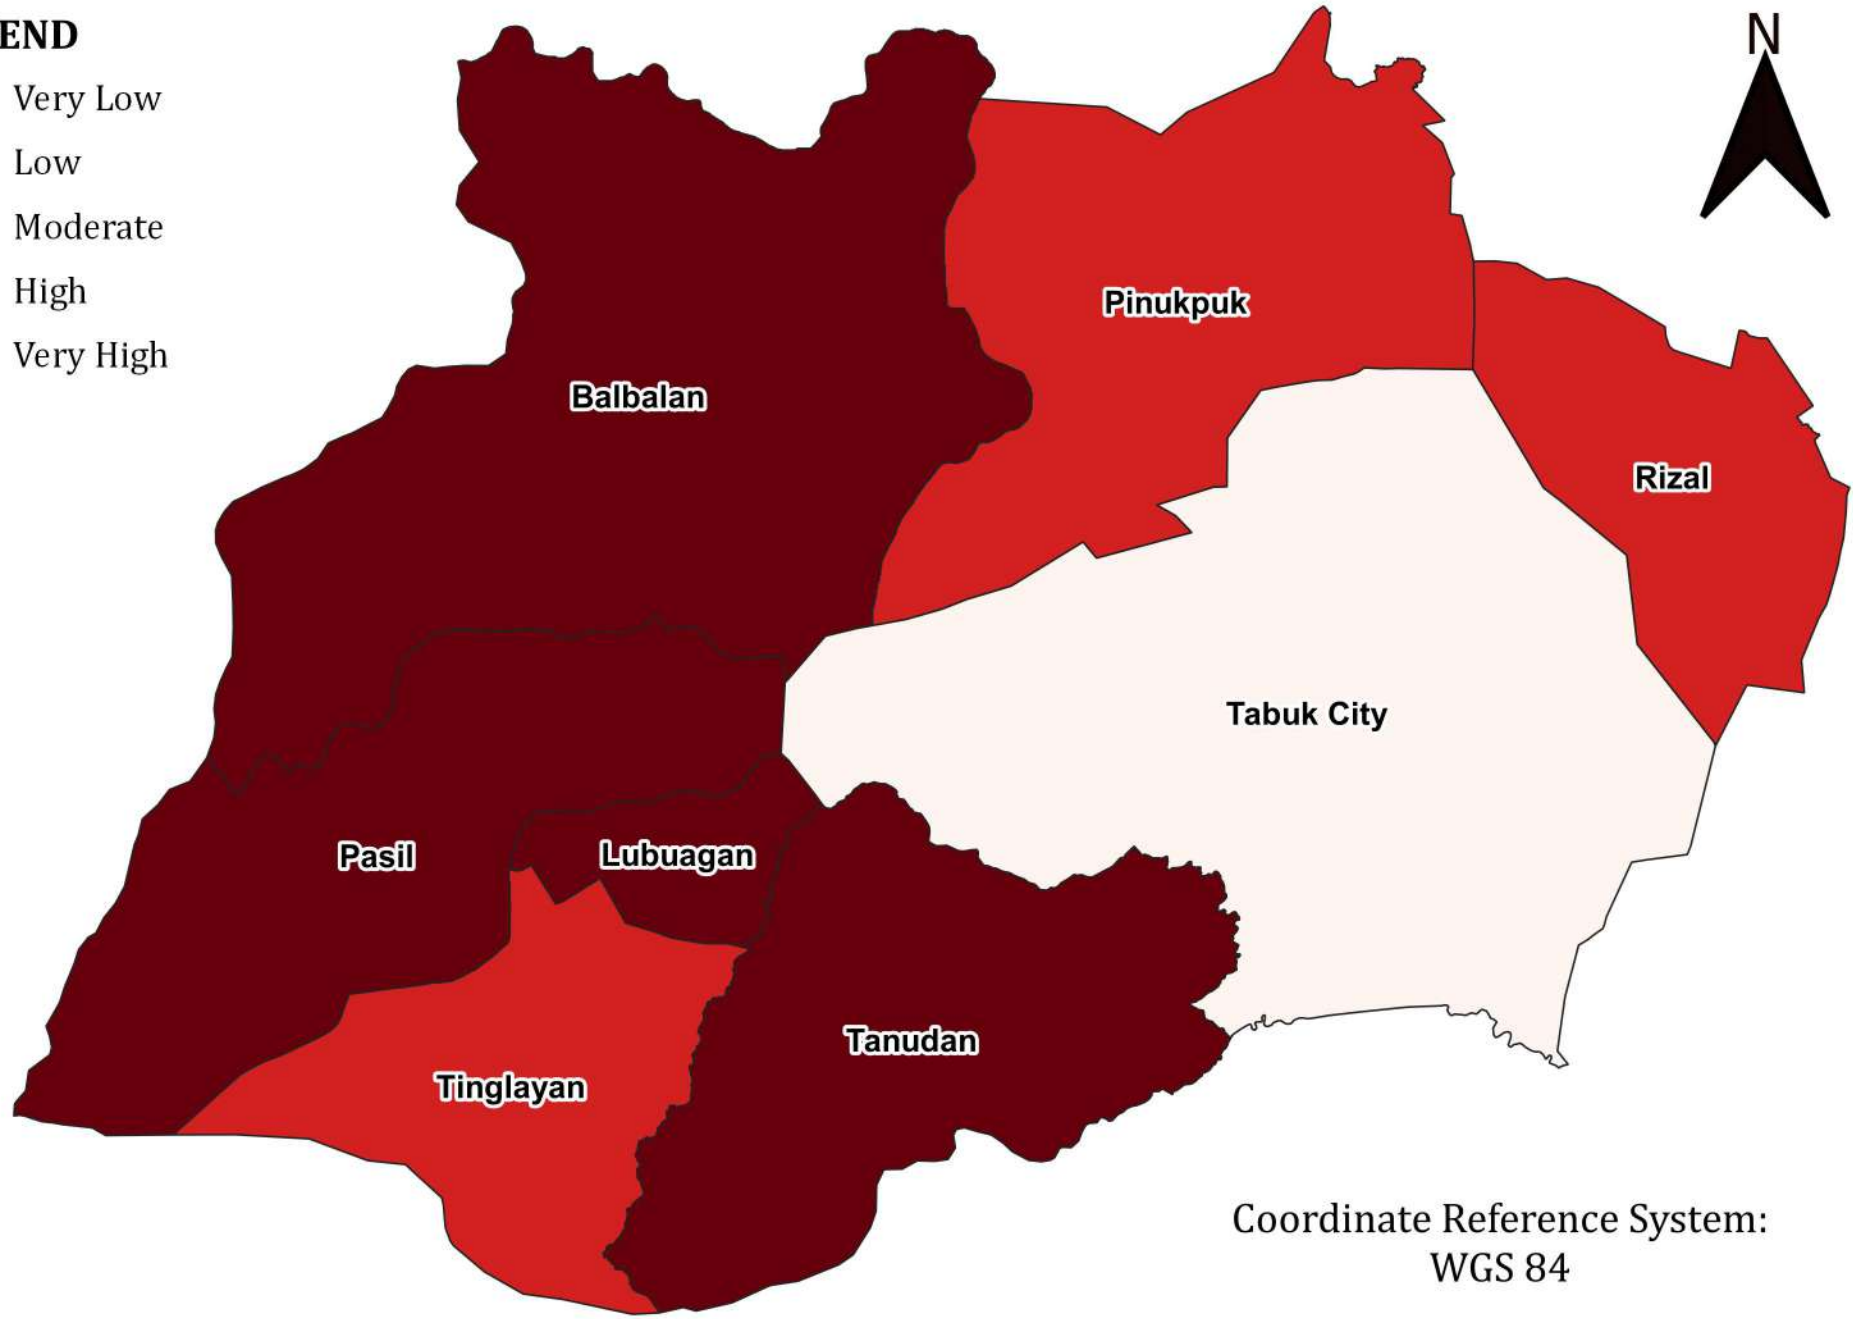 END
Very Low
Low
Moderate
High
Very High
N
Pinukpuk
Balbalan
Rizal
Tabuk City
Pasil
Lubuagan
Tanudan
Tinglayan
Coordinate Reference System:
WGS 84